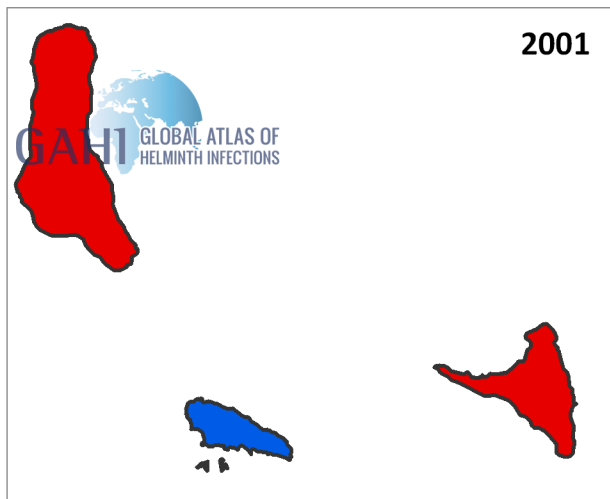 2001
GAHI
GLOBAL ATLAS OF
HELMINTH INFECTIONS